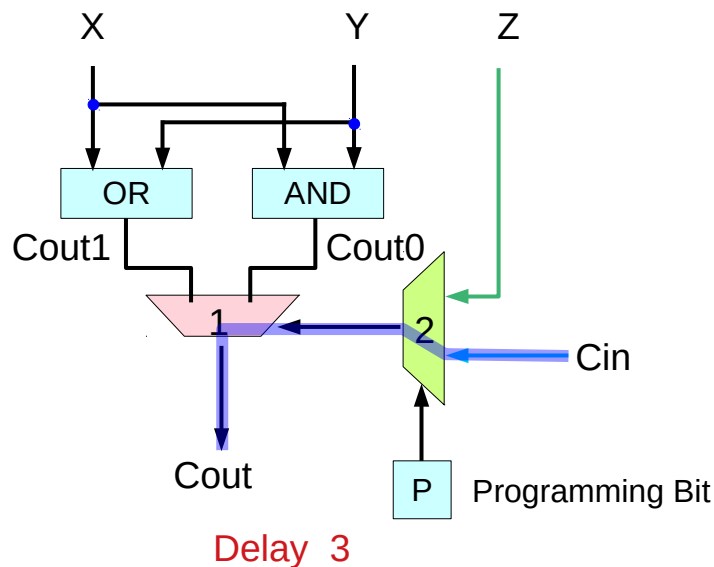 X Y Z
OR AND
Cout1 Cout0
1 2
Cin
Cout
P Programming Bit
Delay 3